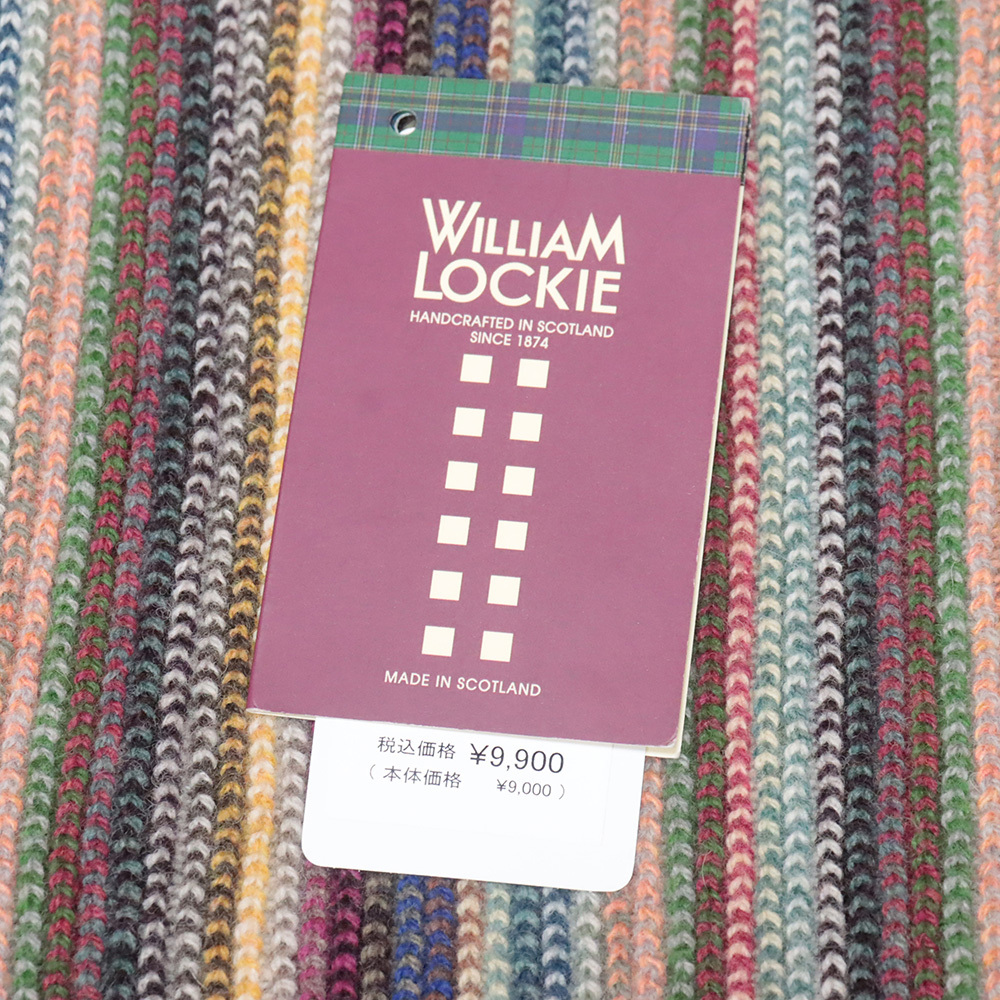 WILLIAM
LOCKIE
HANDCRAFTED IN SCOTLAND
SINCE 1874
MADE IN SCOTLAND
税込価格 ¥9,900
( 本体価格 ¥9,000 )